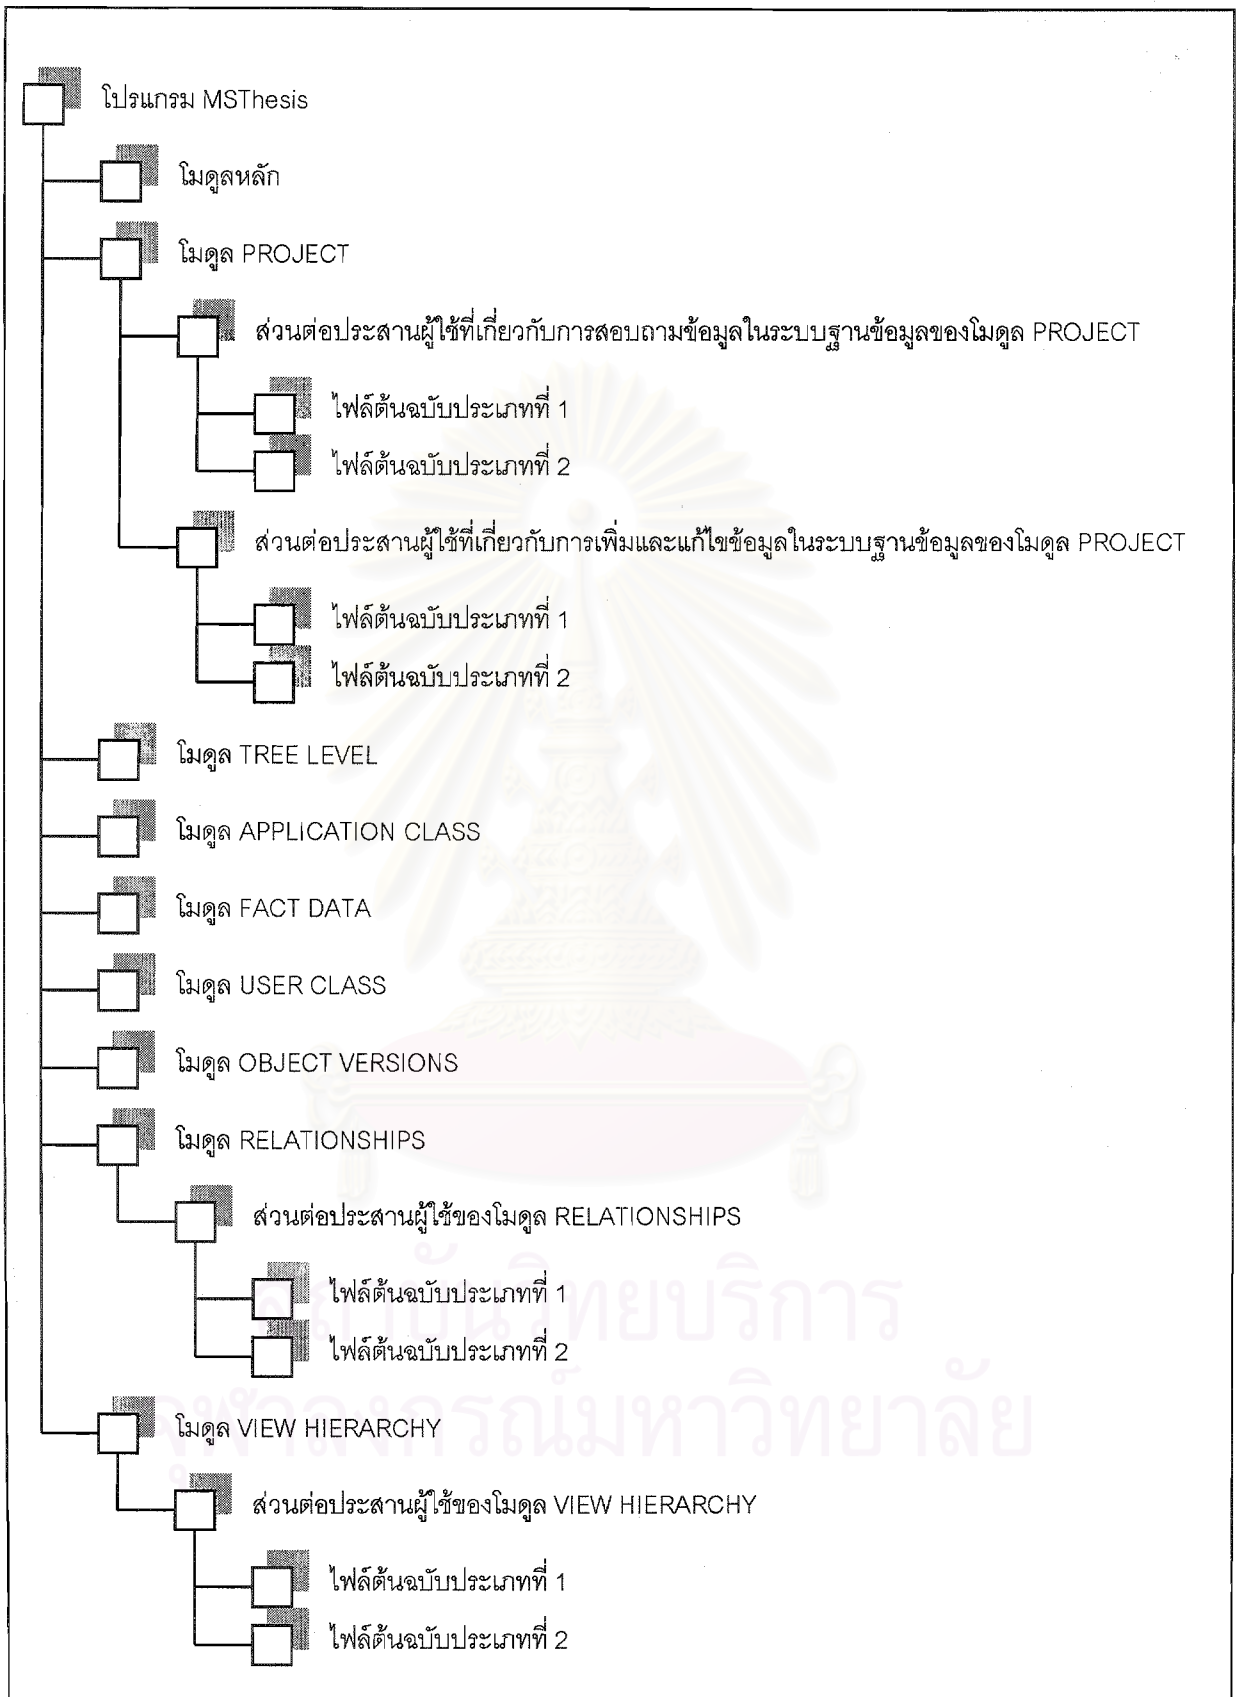 โปรแกรม MSThesis
โมดูลหลัก
โมดูล PROJECT
ส่วนต่อประสานผู้ใช้ที่เกี่ยวกับการสอบถามข้อมูลในระบบฐานข้อมูลของโมดูล PROJECT
ไฟล์ต้นฉบับประเภทที่ 1
ไฟล์ต้นฉบับประเภทที่ 2
ส่วนต่อประสานผู้ใช้ที่เกี่ยวกับการเพิ่มและแก้ไขข้อมูลในระบบฐานข้อมูลของโมดูล PROJECT
ไฟล์ต้นฉบับประเภทที่ 1
ไฟล์ต้นฉบับประเภทที่ 2
โมดูล TREE LEVEL
โมดูล APPLICATION CLASS
โมดูล FACT DATA
โมดูล USER CLASS
โมดูล OBJECT VERSIONS
โมดูล RELATIONSHIPS
ส่วนต่อประสานผู้ใช้ของโมดูล RELATIONSHIPS
สถาบันวิทยบริการ
ไฟล์ต้นฉบับประเภทที่ 1
ไฟล์ต้นฉบับประเภทที่ 2
จุฬาลงกรณ์มหาวิทยาลัย
โมดูล VIEW HIERARCHY
ส่วนต่อประสานผู้ใช้ของโมดูล VIEW HIERARCHY
ไฟล์ต้นฉบับประเภทที่ 1
ไฟล์ต้นฉบับประเภทที่ 2